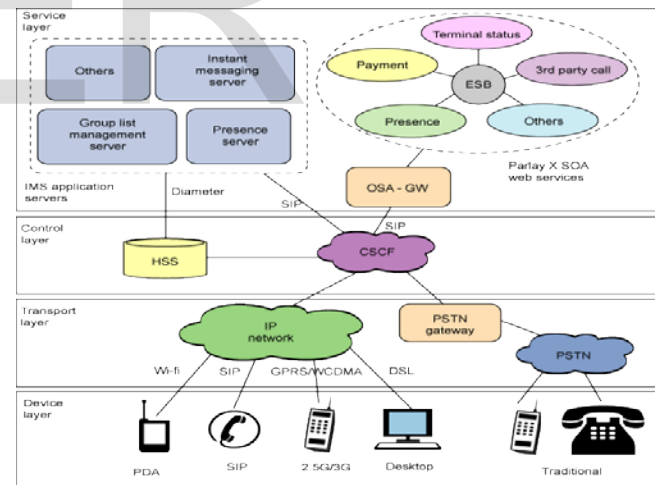 Service
layer
Others
Instant
messaging
server
Group list
management
server
Presence
server
IMS application
servers
Terminal status
Payment
ESB
3rd party call
Presence
Others
Parlay X SOA
web services
OSA - GW
Diameter
SIP
SIP
Control
layer
HSS
CSCF
Transport
layer
IP
network
PSTN
gateway
PSTN
Wi-fi
SIP
GPRS/WCDMA
DSL
Device
layer
PDA
SIP
2.5G/3G
Desktop
Traditional